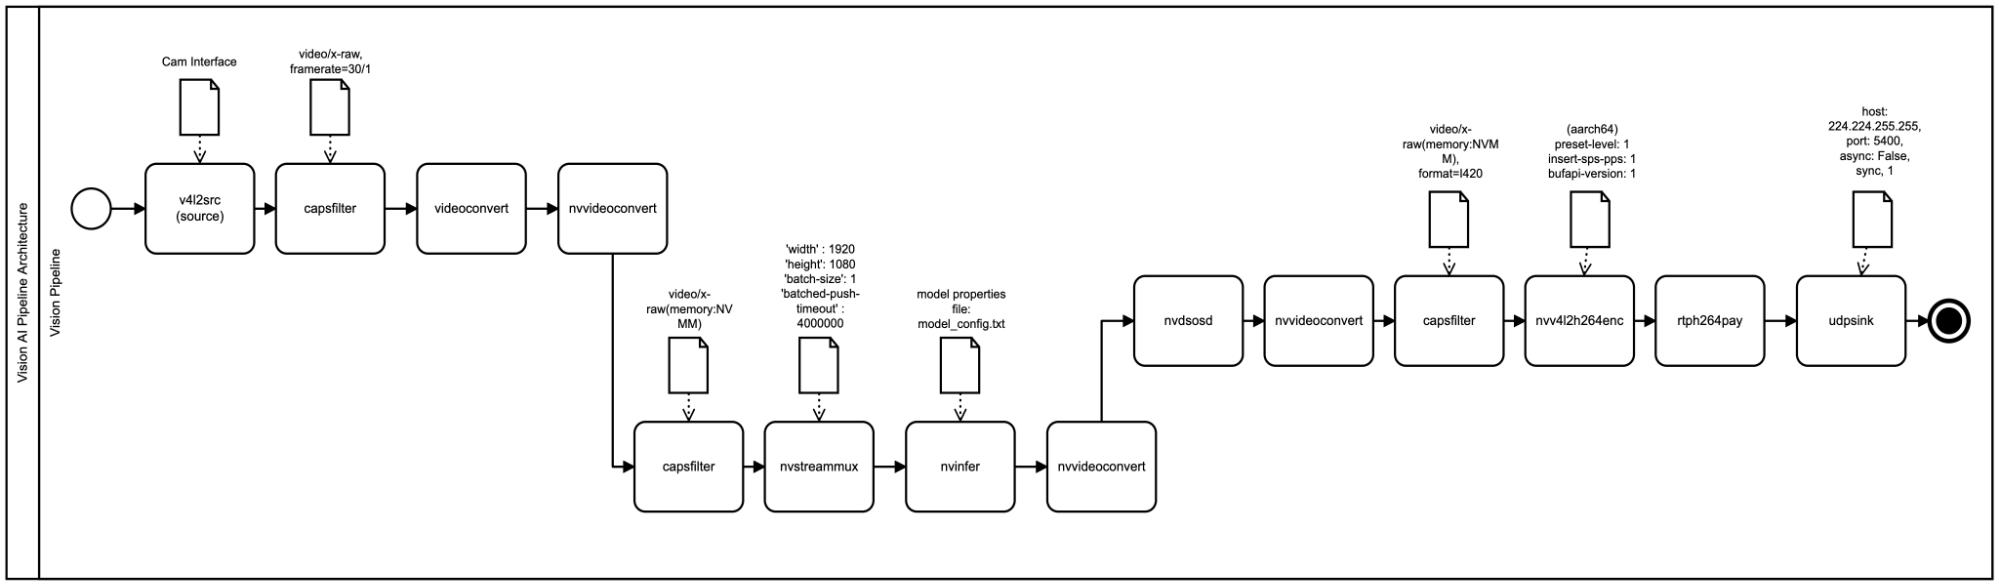 Vision AI Pipeline Architecture
Vision Pipeline
Cam Interface
v4l2src
(source)
video/x-raw,
framerate=30/1
capsfilter
videoconvert
nvvideoconvert
video/x-
raw(memory:NV
MM)
capsfilter
'width' : 1920
'height': 1080
'batch-size': 1
'batched-push-
timeout' :
4000000
nvstreammux
model properties
file:
model_config.txt
nvinfer
nvvideoconvert
nvdsosd
nvvideoconvert
video/x-
raw(memory:NVM
M),
format=I420
capsfilter
(aarch64)
preset-level: 1
insert-sps-pps: 1
bufapi-version: 1
nvv4l2h264enc
rtph264pay
host:
224.224.255.255,
port: 5400,
async: False,
sync, 1
udpsink